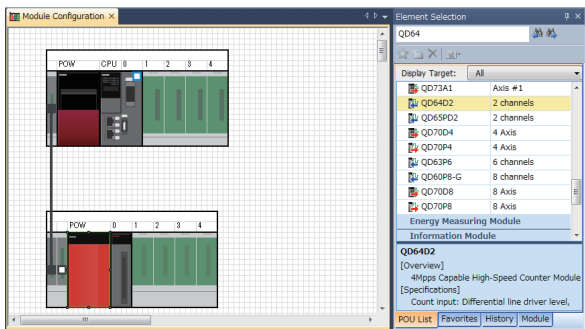 Module Configuration ×
POW CPU 0 1 2 3 4
POW 0 1 2 3 4
Element Selection
QD64
Display Target: All
QD73A1 Axis #1
QD64D2 2 channels
QD65PD2 2 channels
QD70D4 4 Axis
QD70P4 4 Axis
QD63P6 6 channels
QD60P8-G 8 channels
QD70D8 8 Axis
QD70P8 8 Axis
Energy Measuring Module
Information Module
QD64D2
[Overview]
4Mpps Capable High-Speed Counter Module
[Specifications]
Count input: Differential line driver level,
POU List Favorites History Module